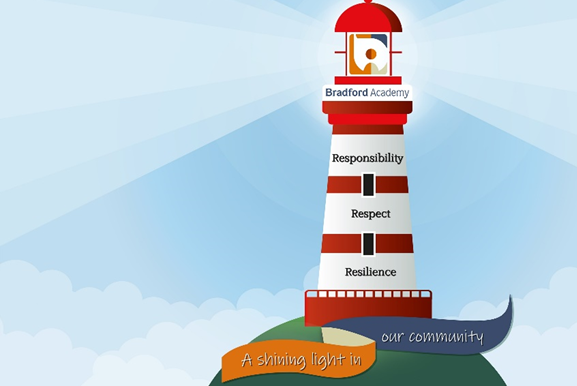 Bradford Academy
Responsibility
Respect
Resilience
A shining light in
our community